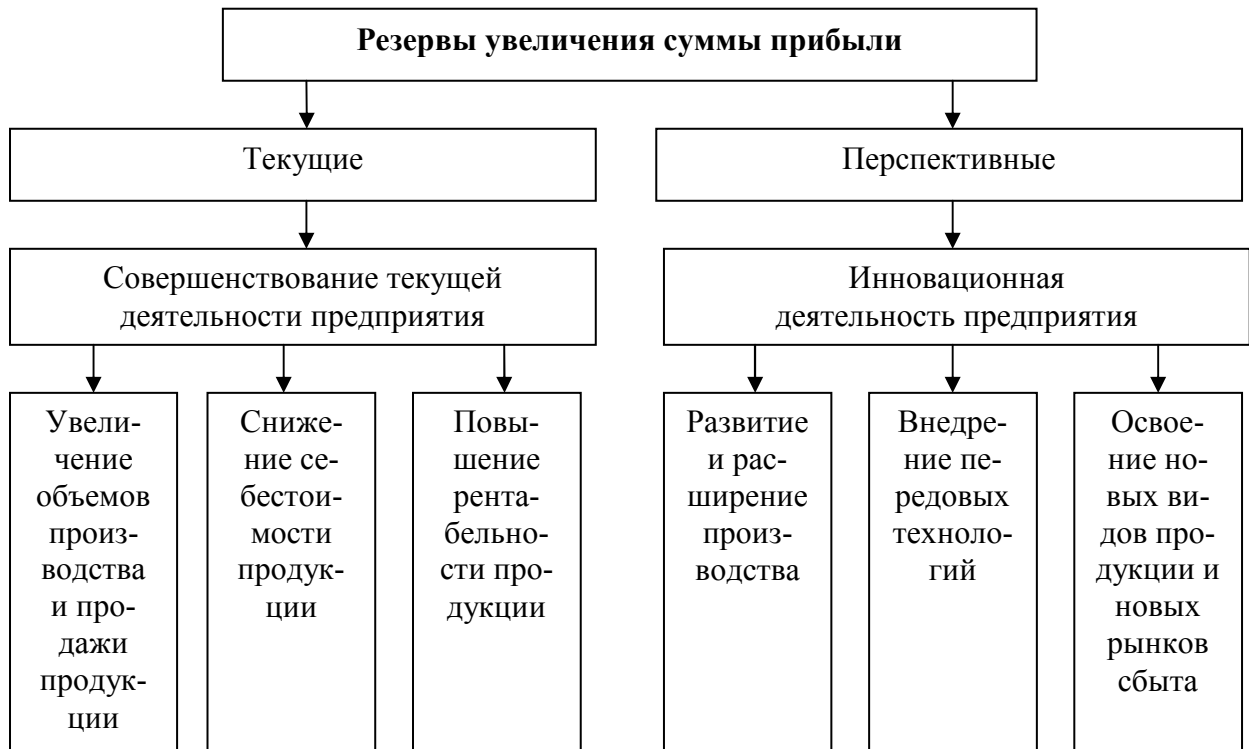 Резервы увеличения суммы прибыли
Текущие
Перспективные
Совершенствование текущей
деятельности предприятия
Инновационная
деятельность предприятия
Увели-
чение
объемов
произ-
водства
и про-
дажи
продук-
ции
Сниже-
ние се-
бестои-
мости
продук-
ции
Повы-
шение
рента-
бельно-
сти про-
дукции
Развитие
и рас-
ширение
произ-
водства
Внедре-
ние пе-
редовых
техноло-
гий
Освое-
ние но-
вых ви-
дов про-
дукции и
новых
рынков
сбыта